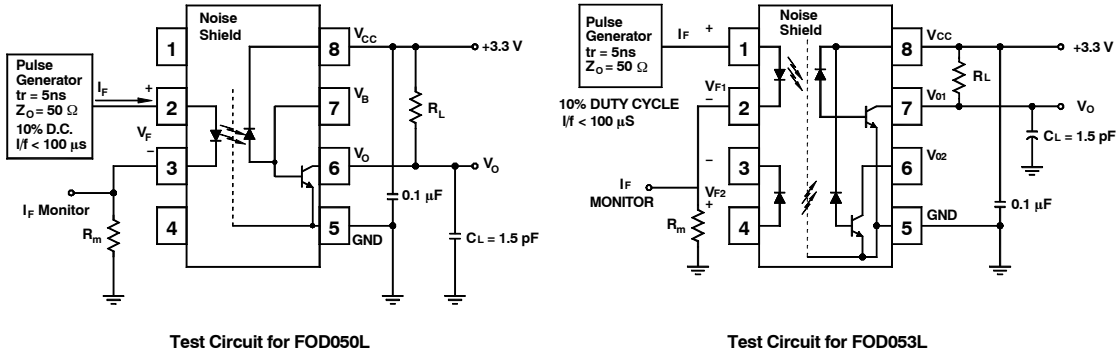 Noise
Shield
Pulse
Generator
tr = 5ns
ZO = 50 Ω
10% D.C.
I/f < 100 µs
IF
+
VF
−
IF Monitor
Rm
1
2
3
4
8
7
6
5
VCC
VB
VO
GND
+3.3 V
RL
VO
0.1 µF
CL = 1.5 pF
Test Circuit for FOD050L
Pulse
Generator
tr = 5ns
ZO = 50 Ω
10% DUTY CYCLE
I/f < 100 µS
Noise
Shield
IF
+
VF1
−
−
VF2
+
IF
MONITOR
Rm
1
2
3
4
8
7
6
5
VCC
V01
V02
GND
+3.3 V
RL
VO
CL = 1.5 pF
0.1 µF
Test Circuit for FOD053L